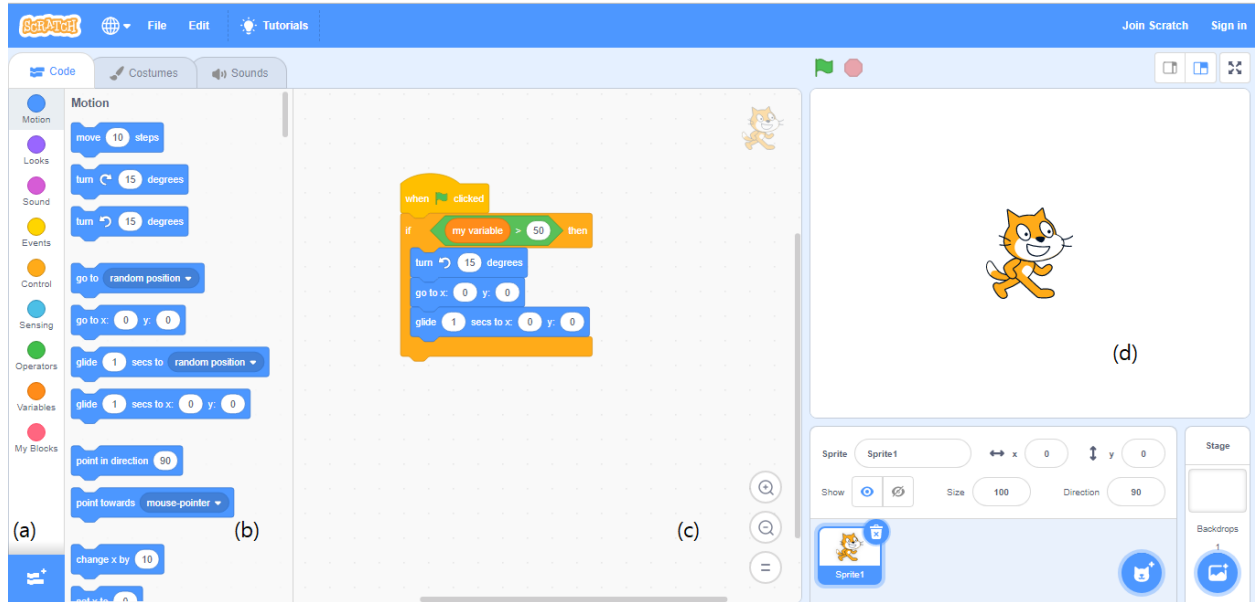 SCRATCH File Edit Tutorials Join Scratch Sign in
Code Costumes Sounds
Motion
Looks
Sound
Events
Control
Sensing
Operators
Variables
My Blocks
(a)
Motion
move 10 steps
turn 15 degrees
turn 15 degrees
go to random position
go to x: 0 y: 0
glide 1 secs to random position
glide 1 secs to x: 0 y: 0
point in direction 90
point towards mouse-pointer
(b)
change x by 10
set x to 0
when clicked
if my variable > 50 then
turn 15 degrees
go to x: 0 y: 0
glide 1 secs to x: 0 y: 0
(c)
(d)
Sprite Sprite1 x 0 y 0
Show Size 100 Direction 90
Sprite1
Stage
Backdrops
1